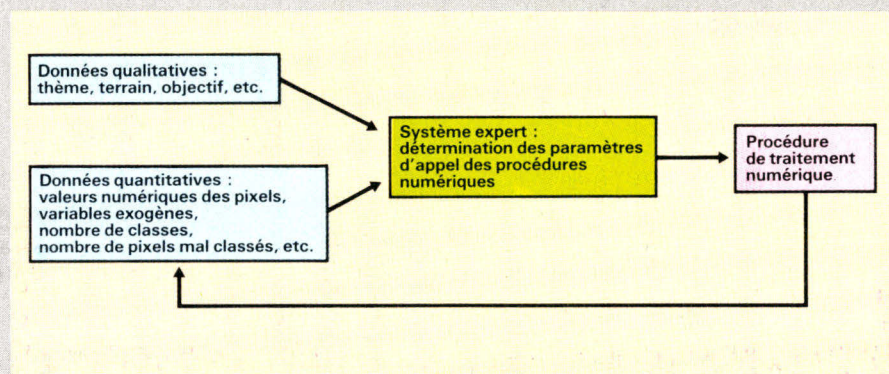 Données qualitatives :
thème, terrain, objectif, etc.
Données quantitatives :
valeurs numériques des pixels,
variables exogènes,
nombre de classes,
nombre de pixels mal classés, etc.
Système expert :
détermination des paramètres
d'appel des procédures
numériques
Procédure
de traitement
numérique.